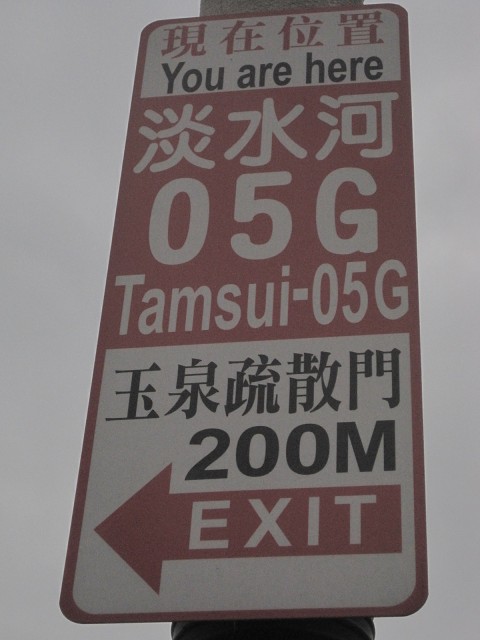 現在位置
You are here
淡水河
05G
Tamsui-05G
玉泉疏散門
200M
EXIT